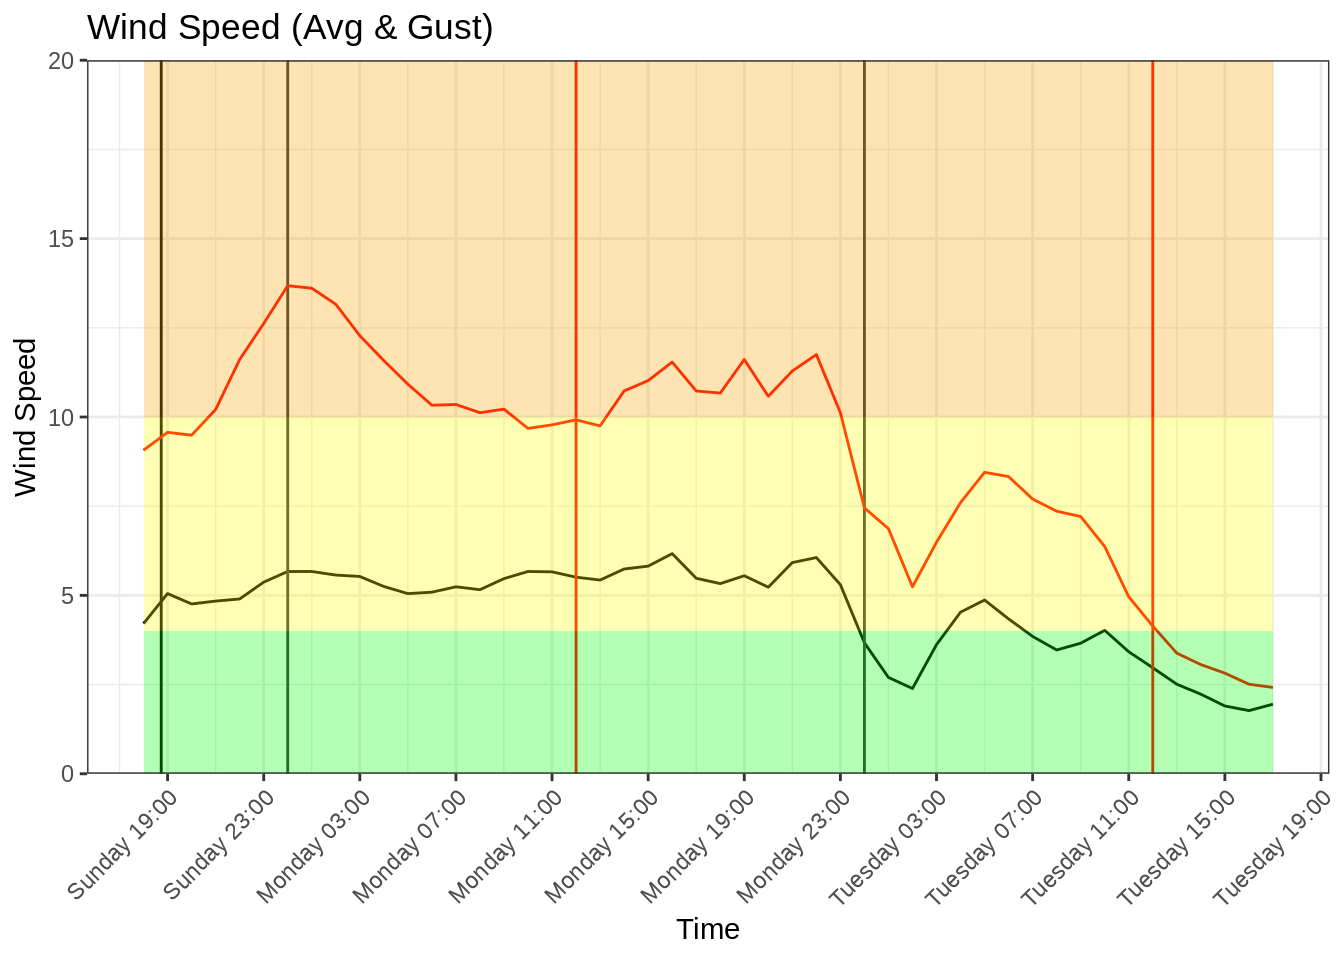 Wind Speed (Avg & Gust)
20
15
10
5
0
Wind Speed
Sunday 19:00
Sunday 23:00
Monday 03:00
Monday 07:00
Monday 11:00
Monday 15:00
Monday 19:00
Monday 23:00
Tuesday 03:00
Tuesday 07:00
Tuesday 11:00
Tuesday 15:00
Tuesday 19:00
Time